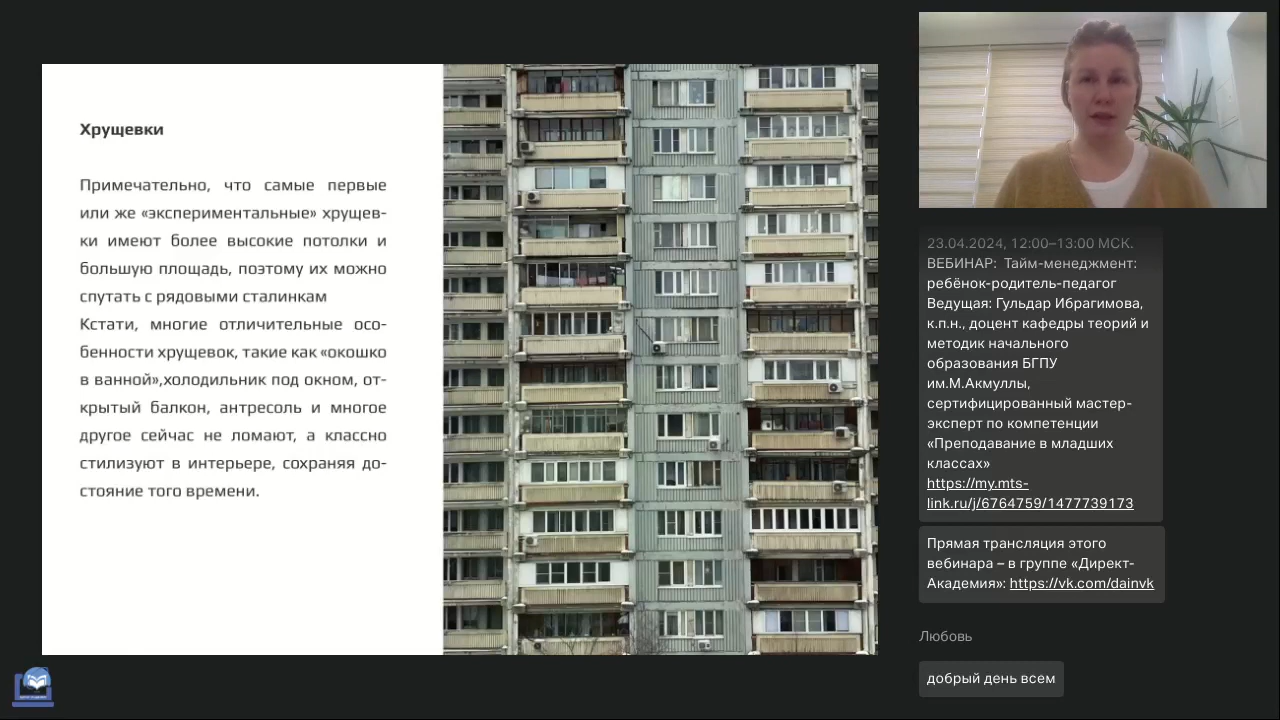 Хрущевки
Примечательно, что самые первые
или же «экспериментальные» хрущев-
ки имеют более высокие потолки и
большую площадь, поэтому их можно
спутать с рядовыми сталинкам
Кстати, многие отличительные осо-
бенности хрущевок, такие как «окошко
в ванной»,холодильник под окном, от-
крытый балкон, антресоль и многое
другое сейчас не ломают, а классно
стилизуют в интерьере, сохраняя до-
стояние того времени.
23.04.2024, 12:00–13:00 МСК.
ВЕБИНАР: Тайм-менеджмент:
ребёнок-родитель-педагог
Ведущая: Гульдар Ибрагимова,
к.п.н., доцент кафедры теорий и
методик начального
образования БГПУ
им.М.Акмуллы,
сертифицированный мастер-
эксперт по компетенции
«Преподавание в младших
классах»
https://my.mts-
link.ru/j/6764759/1477739173
Прямая трансляция этого
вебинара – в группе «Директ-
Академия»: https://vk.com/dainvk
Любовь
добрый день всем